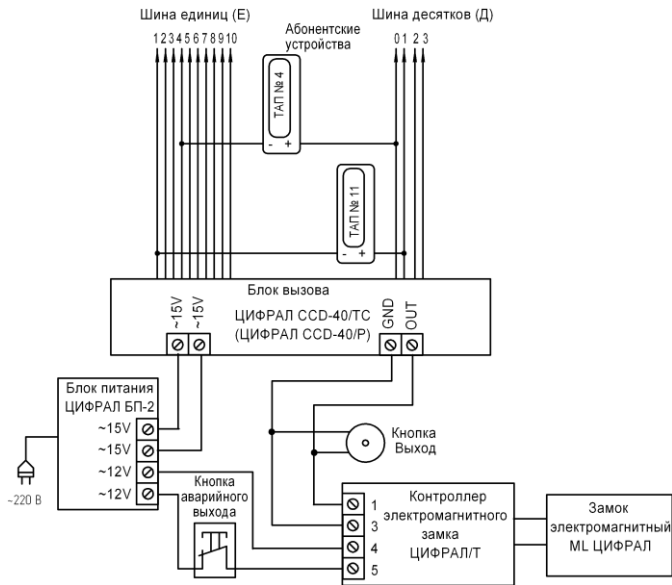 Шина единиц (Е)
Абонентские
устройства
Шина десятков (Д)
1 2 3 4 5 6 7 8 9 10
0 1 2 3
ТАП № 4
- +
ТАП № 11
- +
Блок вызова
ЦИФРАЛ CCD-40/TC
(ЦИФРАЛ CCD-40/P)
~15V
~15V
GND
OUT
Блок питания
ЦИФРАЛ БП-2
~15V
~15V
~12V
~12V
~220 В
Кнопка
аварийного
выхода
Кнопка
Выход
1
3
4
5
Контроллер
электромагнитного
замка
ЦИФРАЛ/Т
Замок
электромагнитный
ML ЦИФРАЛ